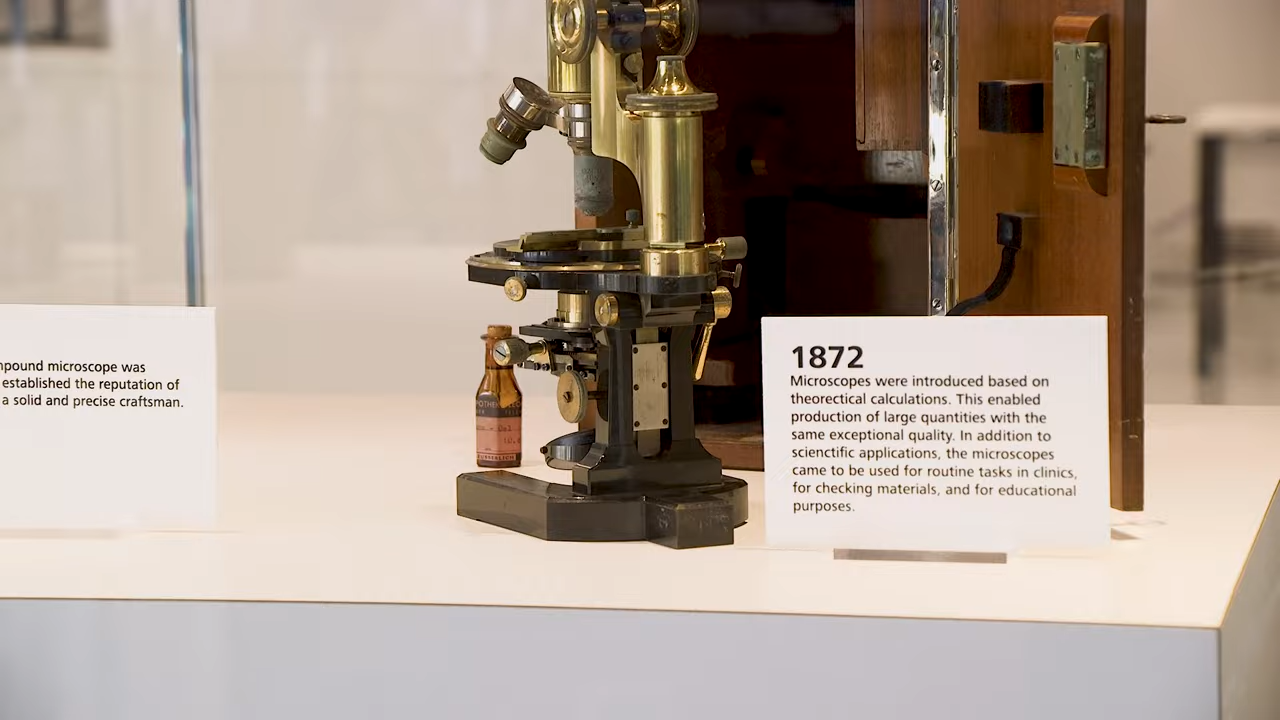 mpound microscope was
established the reputation of
a solid and precise craftsman.
1872
Microscopes were introduced based on
theorectical calculations. This enabled
production of large quantities with the
same exceptional quality. In addition to
scienctific applications, the microscopes
came to be used for routine tasks in clinics,
for checking materials, and for educational
purposes.